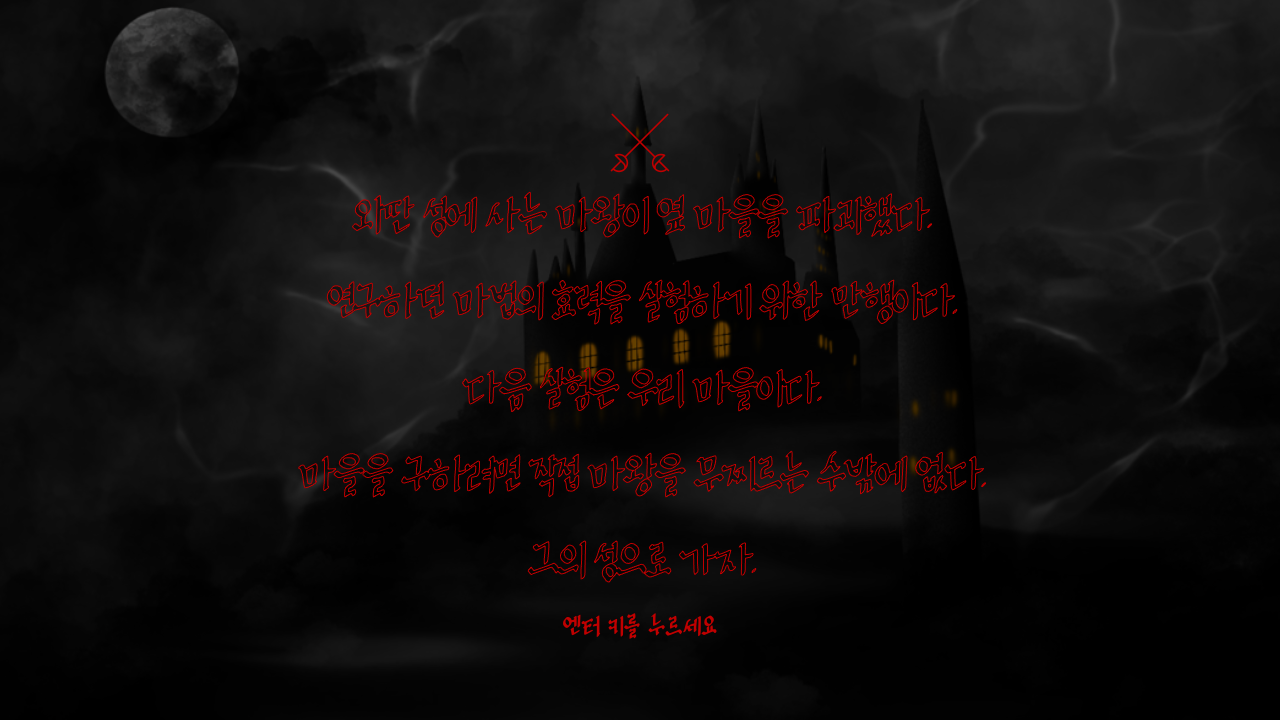 외딴 성에 사는 마왕이 옆 마을을 파괴했다.
연구하던 마법의 효력을 실험하기 위한 만행이다.
다음 실험은 우리 마을이다.
마을을 구하려면 직접 마왕을 무찌르는 수밖에 없다.
그의 성으로 가자.
엔터 키를 누르세요